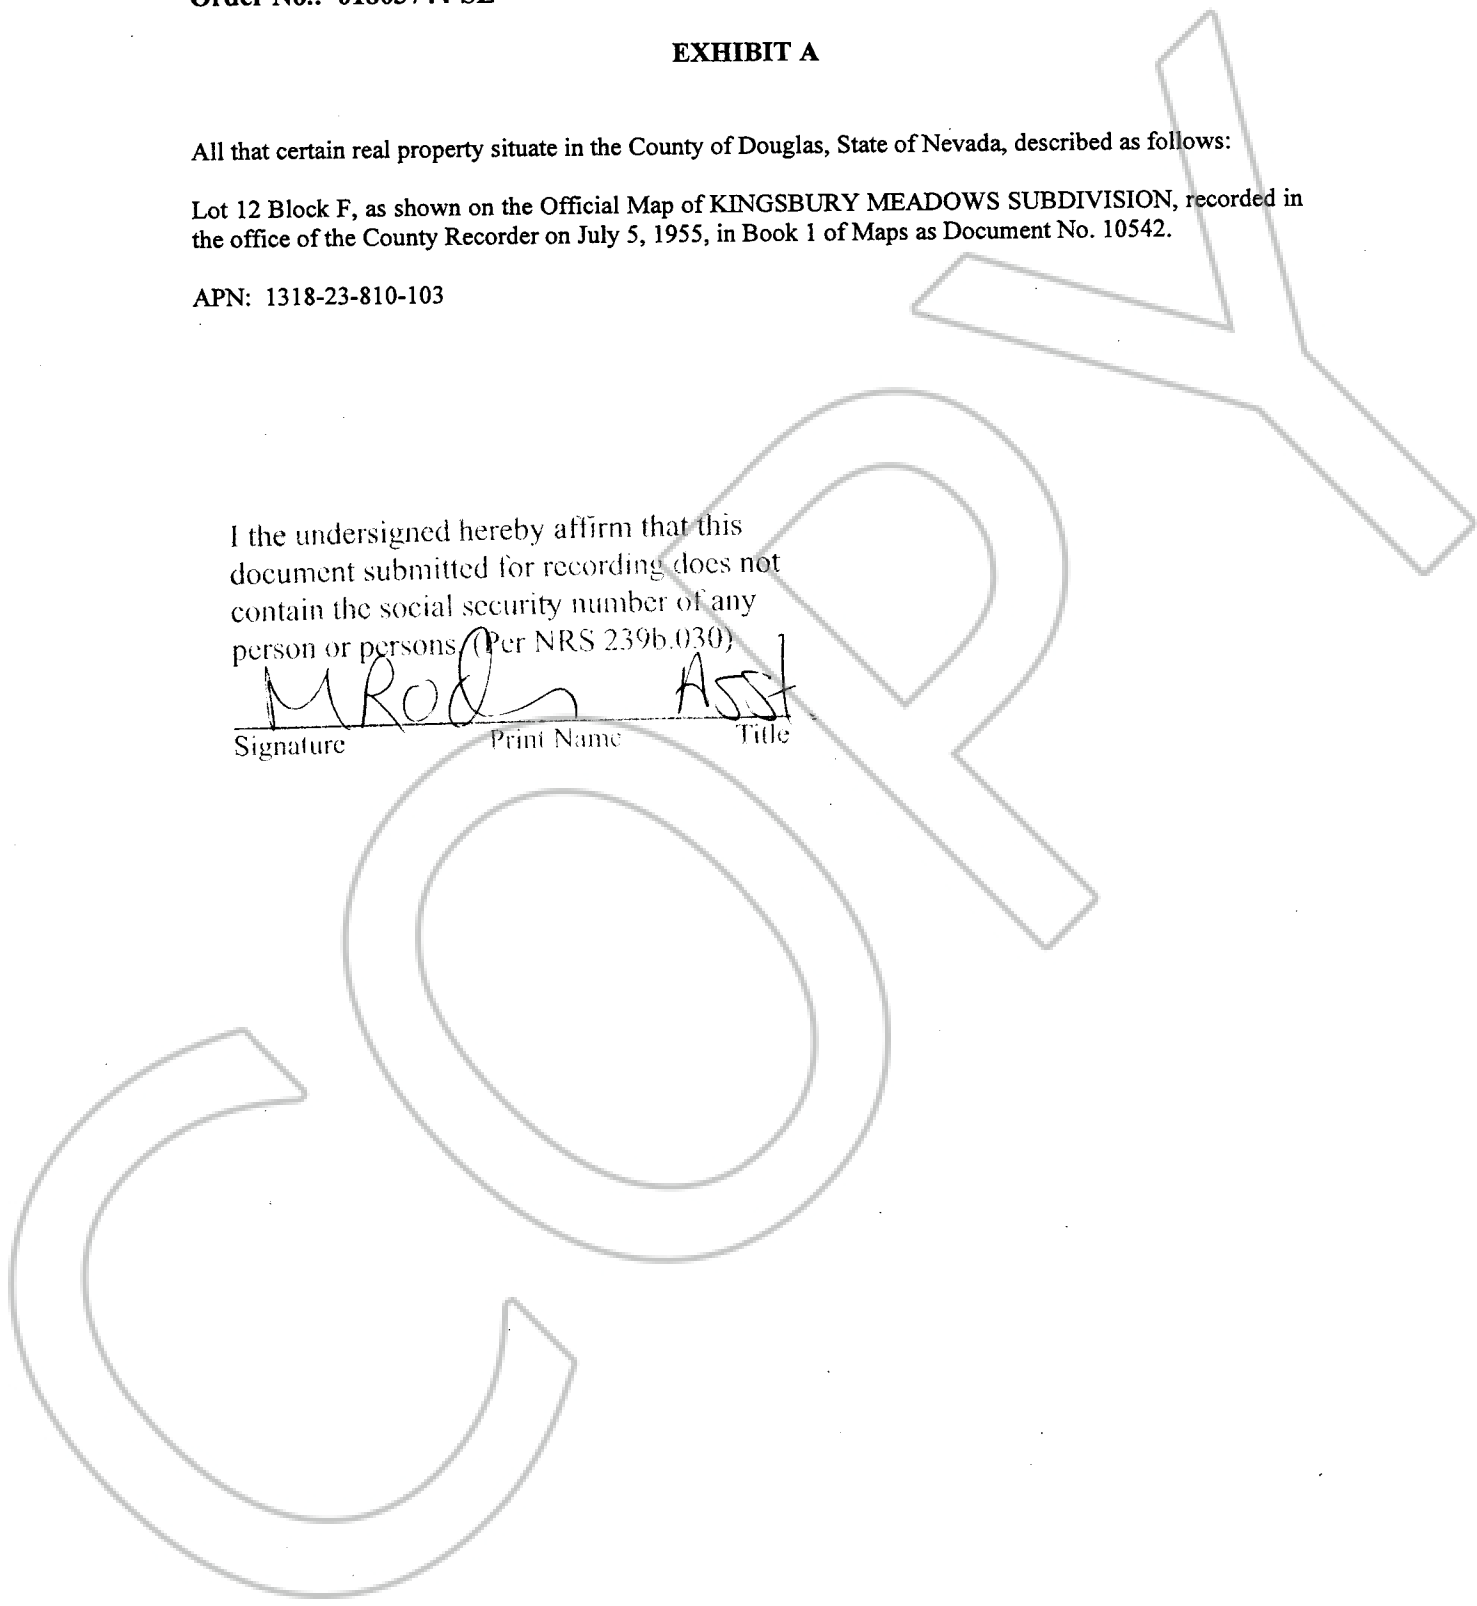 Order No.:
EXHIBIT A
All that certain real property situate in the County of Douglas, State of Nevada, described as follows:
Lot 12 Block F, as shown on the Official Map of KINGSBURY MEADOWS SUBDIVISION, recorded in
the office of the County Recorder on July 5, 1955, in Book 1 of Maps as Document No. 10542.
APN: 1318-23-810-103
I the undersigned hereby affirm that this
document submitted for recording does not
contain the social security number of any
person or persons. (Per NRS 239b.030)
Asst.
Signature Print Name Title
COPY